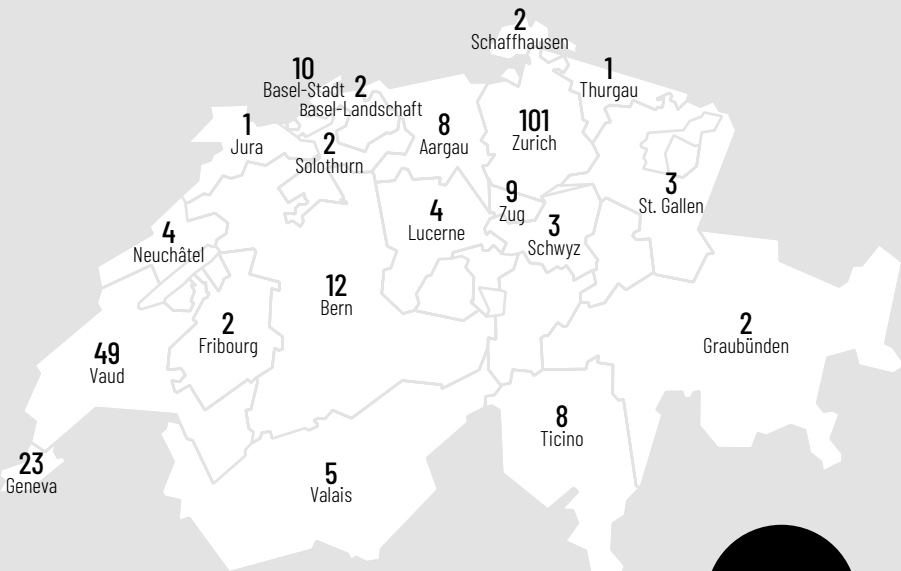 2
Schaffhausen
10
Basel-Stadt
2
Basel-Landschaft
1
Thurgau
1
Jura
8
Aargau
101
Zurich
2
Solothurn
3
St. Gallen
9
Zug
4
Lucerne
3
Schwyz
4
Neuchâtel
12
Bern
2
Fribourg
2
Graubünden
49
Vaud
8
Ticino
23
Geneva
5
Valais